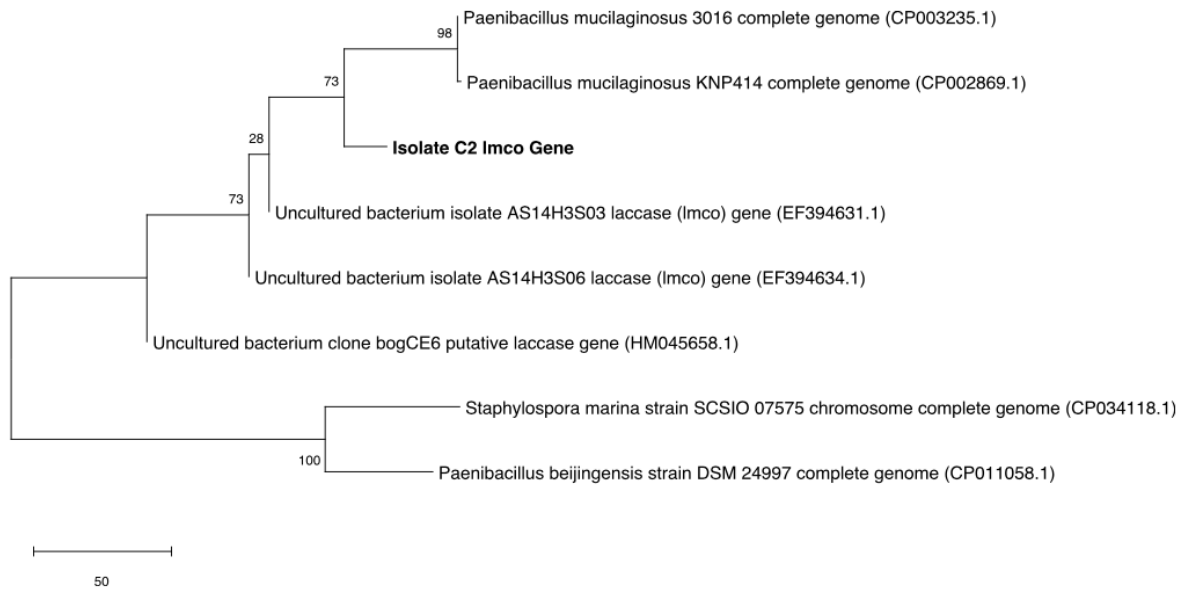 Paenibacillus mucilaginosus 3016 complete genome (CP003235.1)
98
Paenibacillus mucilaginosus KNP414 complete genome (CP002869.1)
73
Isolate C2 lmco Gene
28
Uncultured bacterium isolate AS14H3S03 laccase (lmco) gene (EF394631.1)
73
Uncultured bacterium isolate AS14H3S06 laccase (lmco) gene (EF394634.1)
Uncultured bacterium clone bogCE6 putative laccase gene (HM045658.1)
Staphylospora marina strain SCSIO 07575 chromosome complete genome (CP034118.1)
100
Paenibacillus beijingensis strain DSM 24997 complete genome (CP011058.1)
50